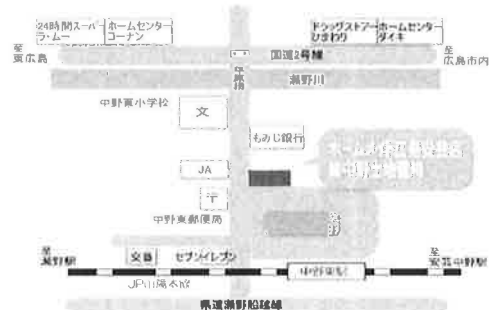 24時間スーパー
ラ・ムー
ホームセンター
コーナン
ドラッグストアー
ひまわり
ホームセンター
ダイキ
至
東広島
国道2号線
至
広島市内
瀬野川
中野東小学校
文
もみじ銀行
JA
〒
中野東郵便局
至
瀬野駅
交番
セブンイレブン
中野東駅
至
安芸中野駅
JR山陽本線
県道瀬野船越線